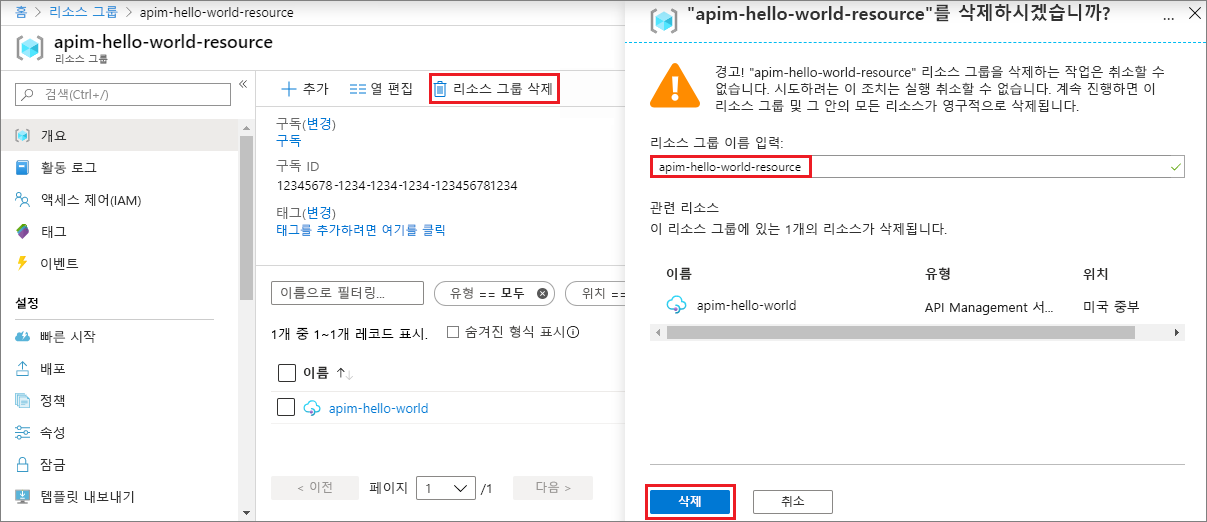 홈 > 리소스 그룹 > apim-hello-world-resource
apim-hello-world-resource
리소스 그룹
검색(Ctrl+/)
«
개요
활동 로그
액세스 제어(IAM)
태그
이벤트
설정
빠른 시작
배포
정책
속성
잠금
템플릿 내보내기
추가
열 편집
리소스 그룹 삭제
구독(변경)
구독
구독 ID
12345678-1234-1234-1234-123456781234
태그(변경)
태그를 추가하려면 여기를 클릭
이름으로 필터링...
유형 == 모두
위치 ==
1개 중 1~1개 레코드 표시.
숨겨진 형식 표시
이름 ↑↓
apim-hello-world
< 이전
페이지
1
/1
다음 >
"apim-hello-world-resource"를 삭제하시겠습니까?
...
경고! "apim-hello-world-resource" 리소스 그룹을 삭제하는 작업은 취소할 수
없습니다. 시도하려는 이 조치는 실행 취소할 수 없습니다. 계속 진행하면 이
리소스 그룹 및 그 안의 모든 리소스가 영구적으로 삭제됩니다.
리소스 그룹 이름 입력:
apim-hello-world-resource
관련 리소스
이 리소스 그룹에 있는 1개의 리소스가 삭제됩니다.
이름 유형 위치
apim-hello-world API Management 서... 미국 중부
삭제
취소